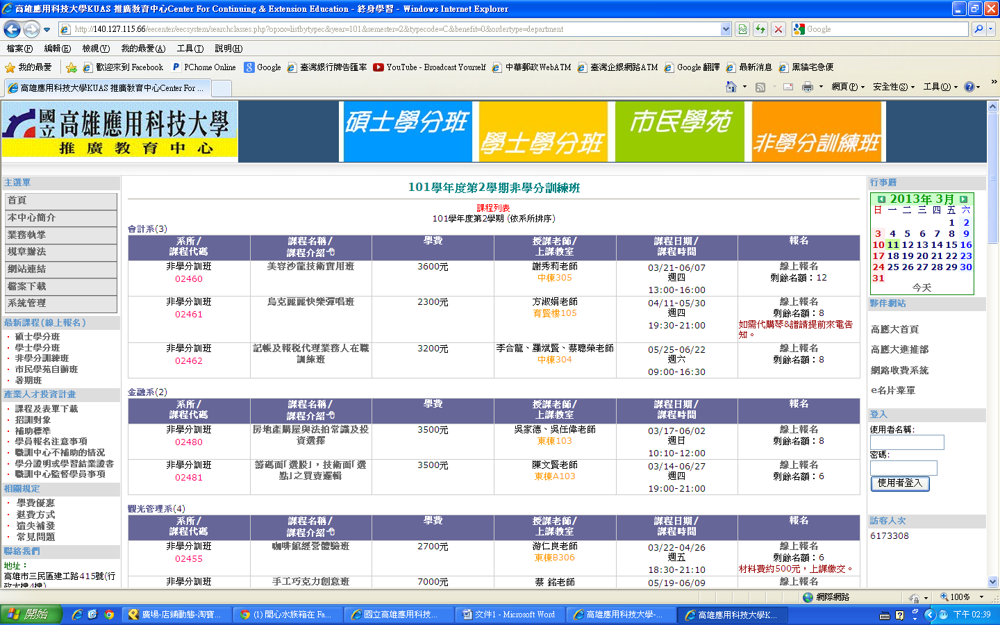 高雄應用科技大學KUAS 推廣教育中心Center For Continuing & Extension Education - 終身學習 - Windows Internet Explorer
http://140.127.115.66/eecenter/eecsystem/searchclasses.php?opxx=listbytypec&year=101&semester=2&typecode=C&benefit=0&ordertype=department
Google
檔案(F) 編輯(E) 檢視(V) 我的最愛(A) 工具(T) 說明(H)
我的最愛 歡迎來到 Facebook PChome Online Google 臺灣銀行牌告匯率 YouTube - Broadcast Yourself 中華郵政WebATM 臺灣企銀網路ATM Google 翻譯 最新消息 黑貓宅急便
高雄應用科技大學KUAS 推廣教育中心Center For ...
網頁(P) 安全性(S) 工具(O)
國立高雄應用科技大學
推廣教育中心
碩士學分班
學士學分班
市民學苑
非學分訓練班
主選單
首頁
本中心簡介
業務執掌
規章辦法
網站連結
檔案下載
系統管理
最新課程(線上報名)
碩士學分班
學士學分班
非學分訓練班
市民學苑自辦班
暑期班
產業人才投資計畫
課程及表單下載
招訓對象
補助標準
學員報名注意事項
職訓中心不補助的情況
學分證明或學習結業證書
職訓中心監督學員事項
相關規定
學費優惠
退費方式
遺失補發
常見問題
聯絡我們
地址：
高雄市三民區建工路415號(行
政大樓4樓)
101學年度第2學期非學分訓練班
課程列表
101學年度第2學期 (依系所排序)
會計系(3)
系所/課程代碼 課程名稱/課程介紹 學費 授課老師/上課教室 課程日期/課程時間 報名
非學分訓班 美容沙龍技術實用班 3600元 謝秀莉老師 03/21-06/07 線上報名
02460 中棟305 週四 剩餘名額：12
13:00-16:00
非學分訓班 烏克麗麗快樂彈唱班 2300元 方淑娟老師 04/11-05/30 線上報名
02461 育賢樓105 週四 剩餘名額：8
19:30-21:00 如需代購琴&譜請提前來電告
知。
非學分訓班 記帳及報稅代理業務人在職 3200元 李合龍、羅斌賢、蔡聰榮老師 05/25-06/22 線上報名
02462 訓練班 中棟304 週六 剩餘名額：8
09:00-16:30
金融系(2)
系所/課程代碼 課程名稱/課程介紹 學費 授課老師/上課教室 課程日期/課程時間 報名
非學分訓班 房地產購屋與法拍常識及投 3500元 吳家德、吳任偉老師 03/17-06/02 線上報名
02480 資選擇 東棟103 週日 剩餘名額：8
10:10-12:00
非學分訓班 籌碼面｢選股｣，技術面｢選 3500元 陳文賢老師 03/14-06/27 線上報名
02481 點｣之買賣邏輯 東棟A103 週四 剩餘名額：6
19:00-21:00
觀光管理系(4)
系所/課程代碼 課程名稱/課程介紹 學費 授課老師/上課教室 課程日期/課程時間 報名
非學分訓班 咖啡館經營體驗班 2700元 游仁良老師 03/22-04/26 線上報名
02455 東棟B306 週五 剩餘名額：6
18:30-21:10 材料費約500元，上課繳交。
非學分訓班 手工巧克力創意班 7000元 蔡 銘老師 05/19-06/09 線上報名
行事曆
2013年 3月
日 一 二 三 四 五 六
1 2
3 4 5 6 7 8 9
10 11 12 13 14 15 16
17 18 19 20 21 22 23
24 25 26 27 28 29 30
31
今天
夥伴網站
高應大首頁
高應大進推部
網路收費系統
e名片菜單
登入
使用者名稱:
密碼:
使用者登入
訪客人次
6173308
網際網路 100%
開始 廣場-店鋪動態-淘寶... (1) 開心水族箱在 Fa... 國立高雄應用科技... 文件1 - Microsoft Word 高雄應用科技大學-... 高雄應用科技大學K... 下午 02:39